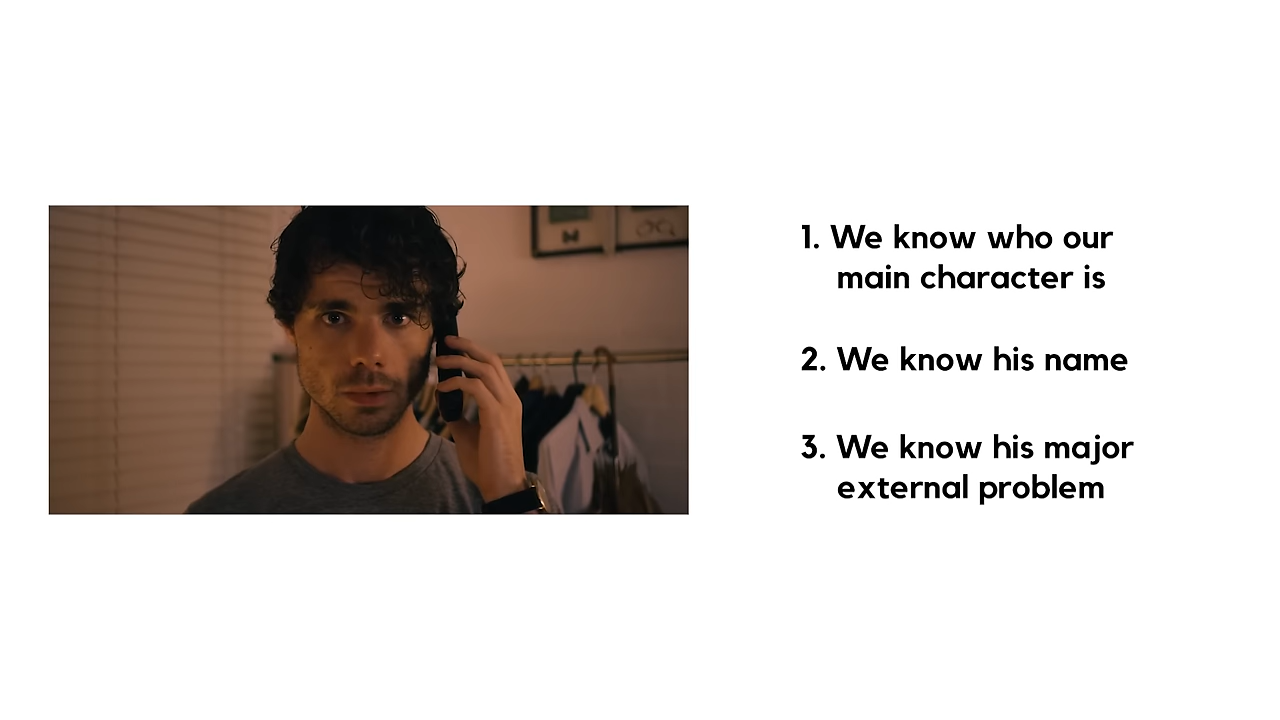 1. We know who our
main character is
2. We know his name
3. We know his major
external problem